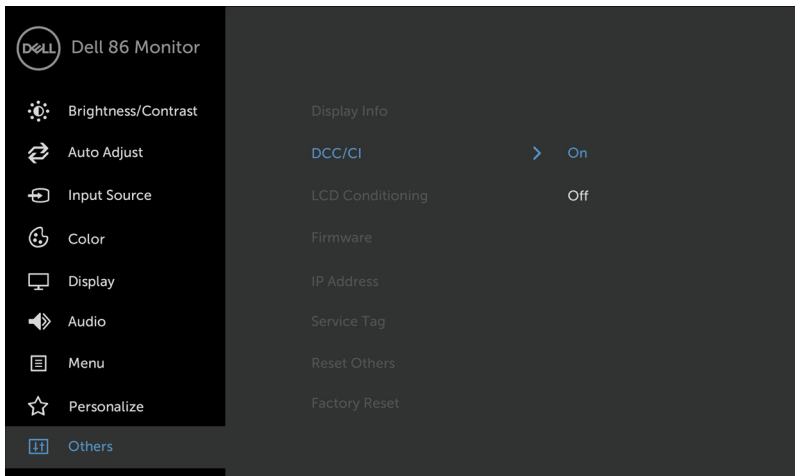 DELL Dell 86 Monitor
Brightness/Contrast
Auto Adjust
Input Source
Color
Display
Audio
Menu
Personalize
Others
Display Info
DCC/CI On
LCD Conditioning Off
Firmware
IP Address
Service Tag
Reset Others
Factory Reset